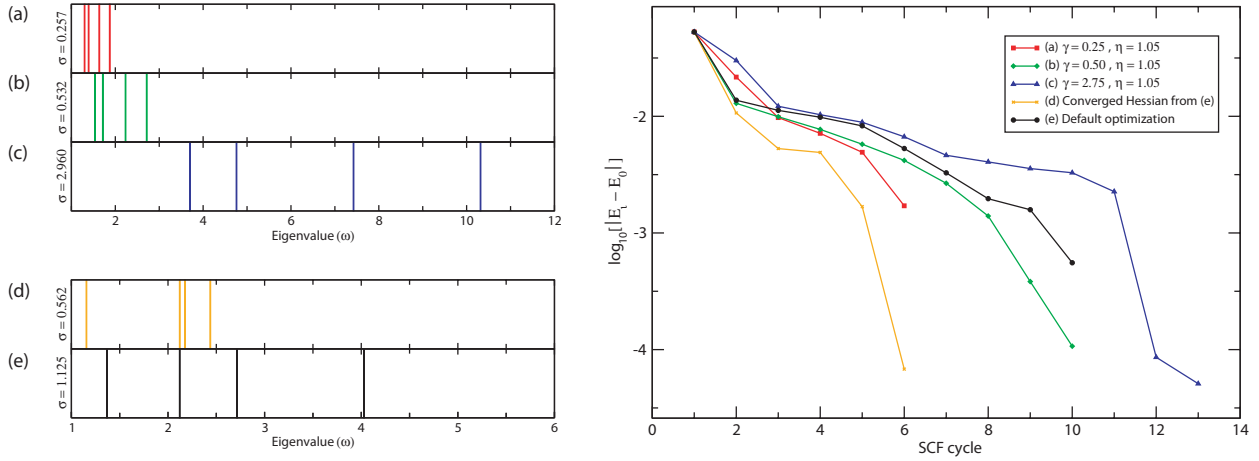 (a)
σ = 0.257
(b)
σ = 0.532
(c)
σ = 2.960
2 4 6 8 10 12
Eigenvalue (ω)
(d)
σ = 0.562
(e)
σ = 1.125
1 2 3 4 5 6
Eigenvalue (ω)
log10[|Eι − E0|]
-2
-3
-4
0 2 4 6 8 10 12 14
SCF cycle
(a) γ = 0.25 , η = 1.05
(b) γ = 0.50 , η = 1.05
(c) γ = 2.75 , η = 1.05
(d) Converged Hessian from (e)
(e) Default optimization